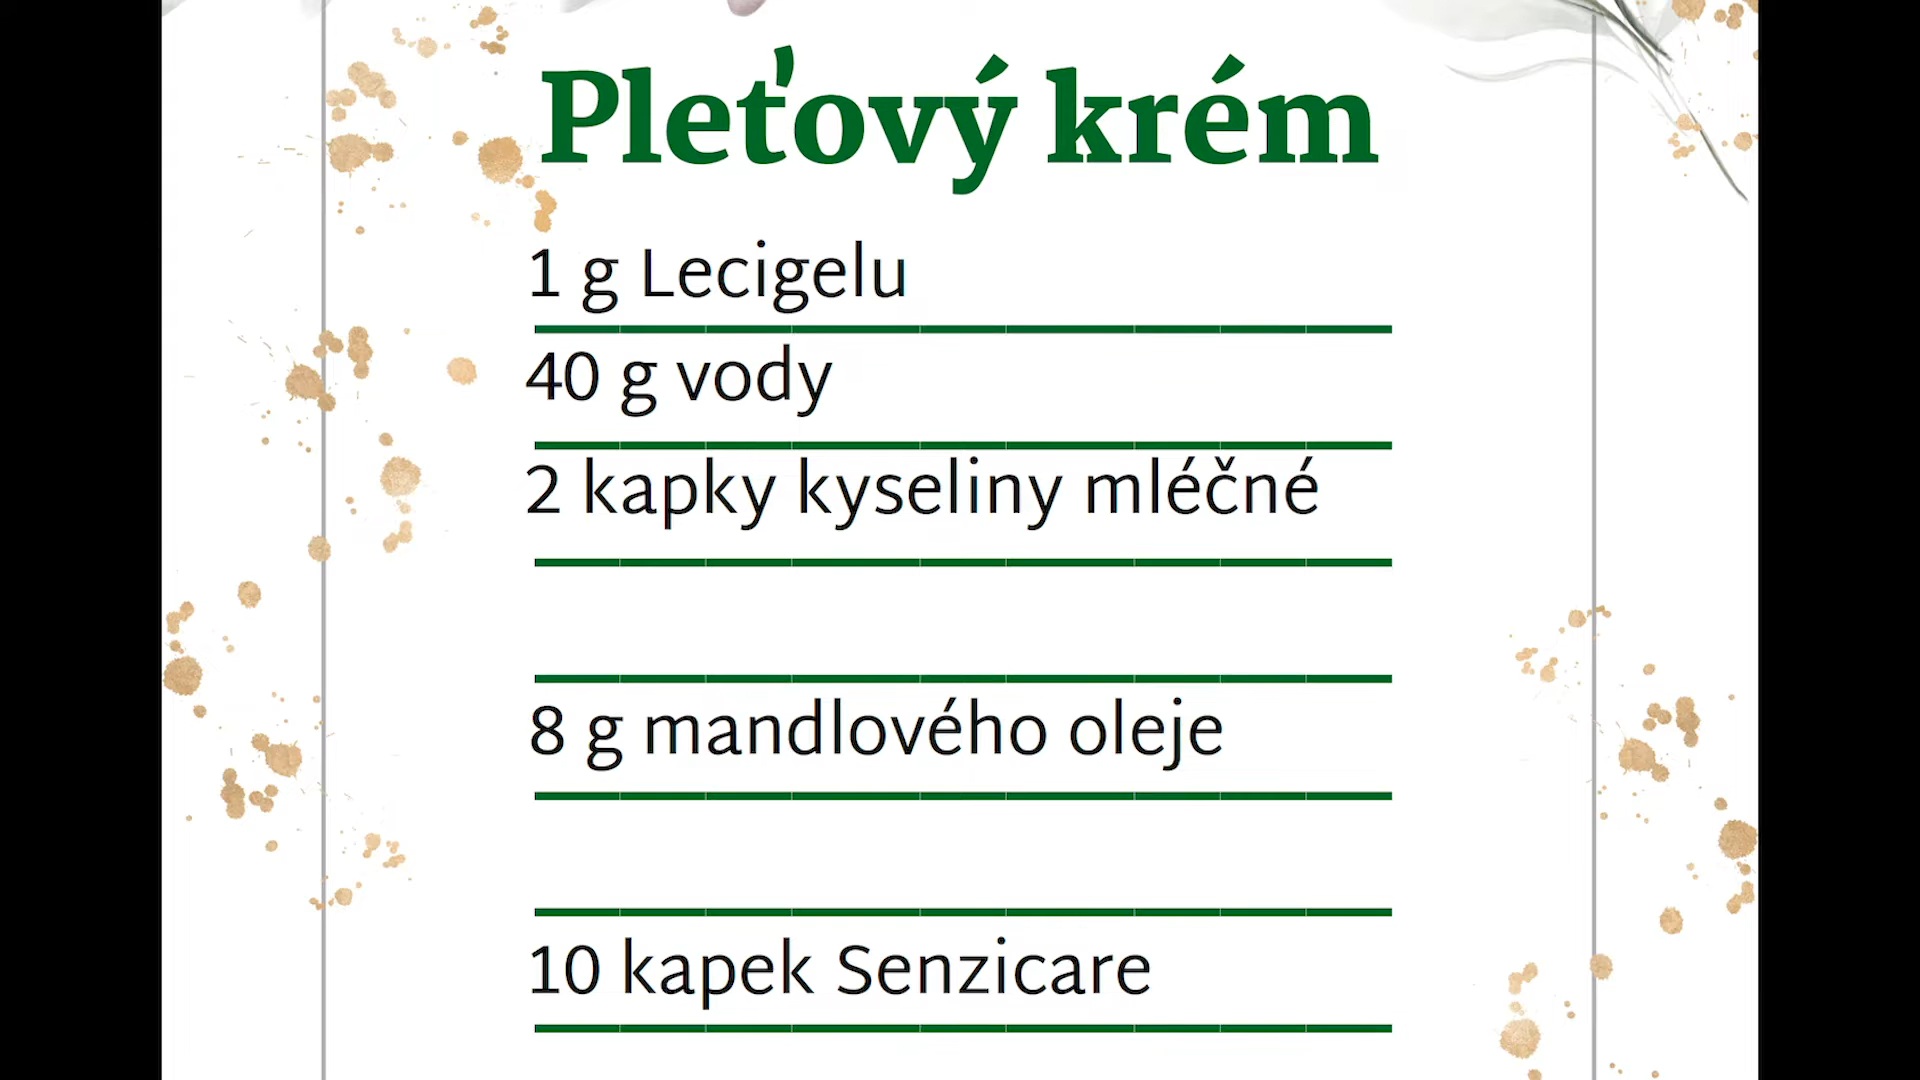 Pleťový krém
1 g Lecigelu
40 g vody
2 kapky kyseliny mléčné
8 g mandlového oleje
10 kapek Senzicare